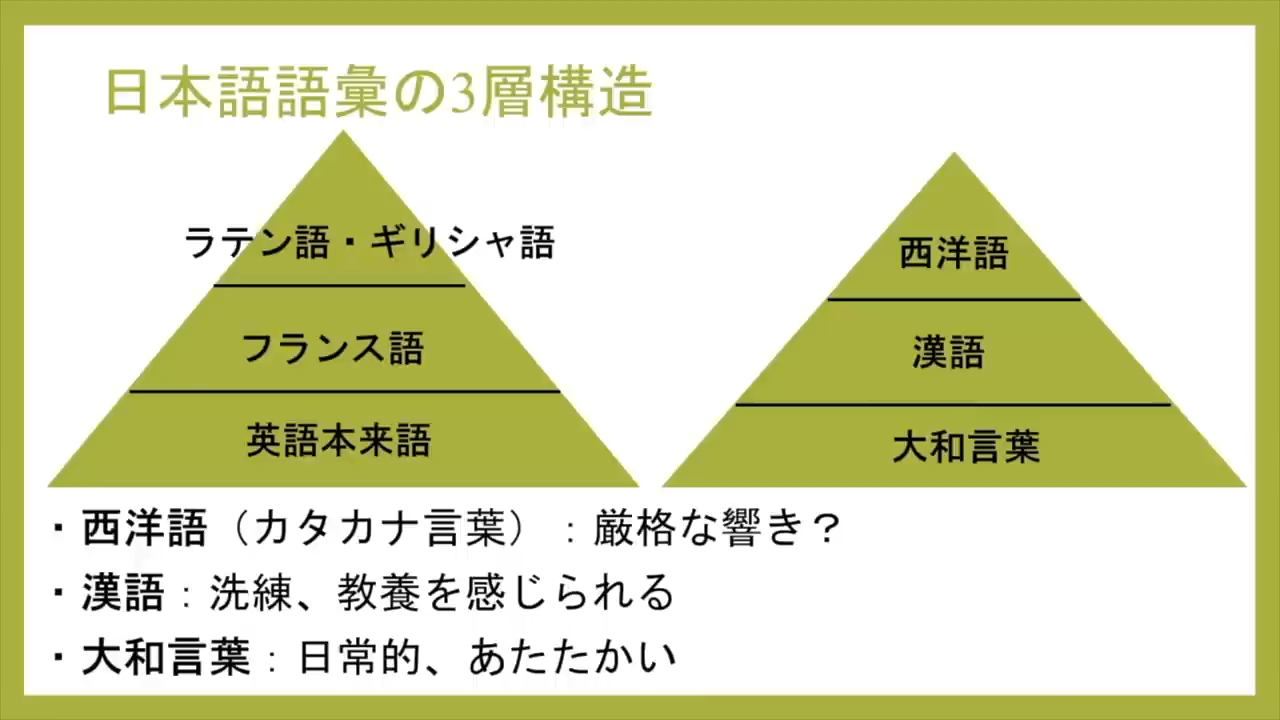 日本語語彙の3層構造
ラテン語・ギリシャ語
フランス語
英語本来語
西洋語
漢語
大和言葉
・西洋語（カタカナ言葉）：厳格な響き？
・漢語：洗練、教養を感じられる
・大和言葉：日常的、あたたかい